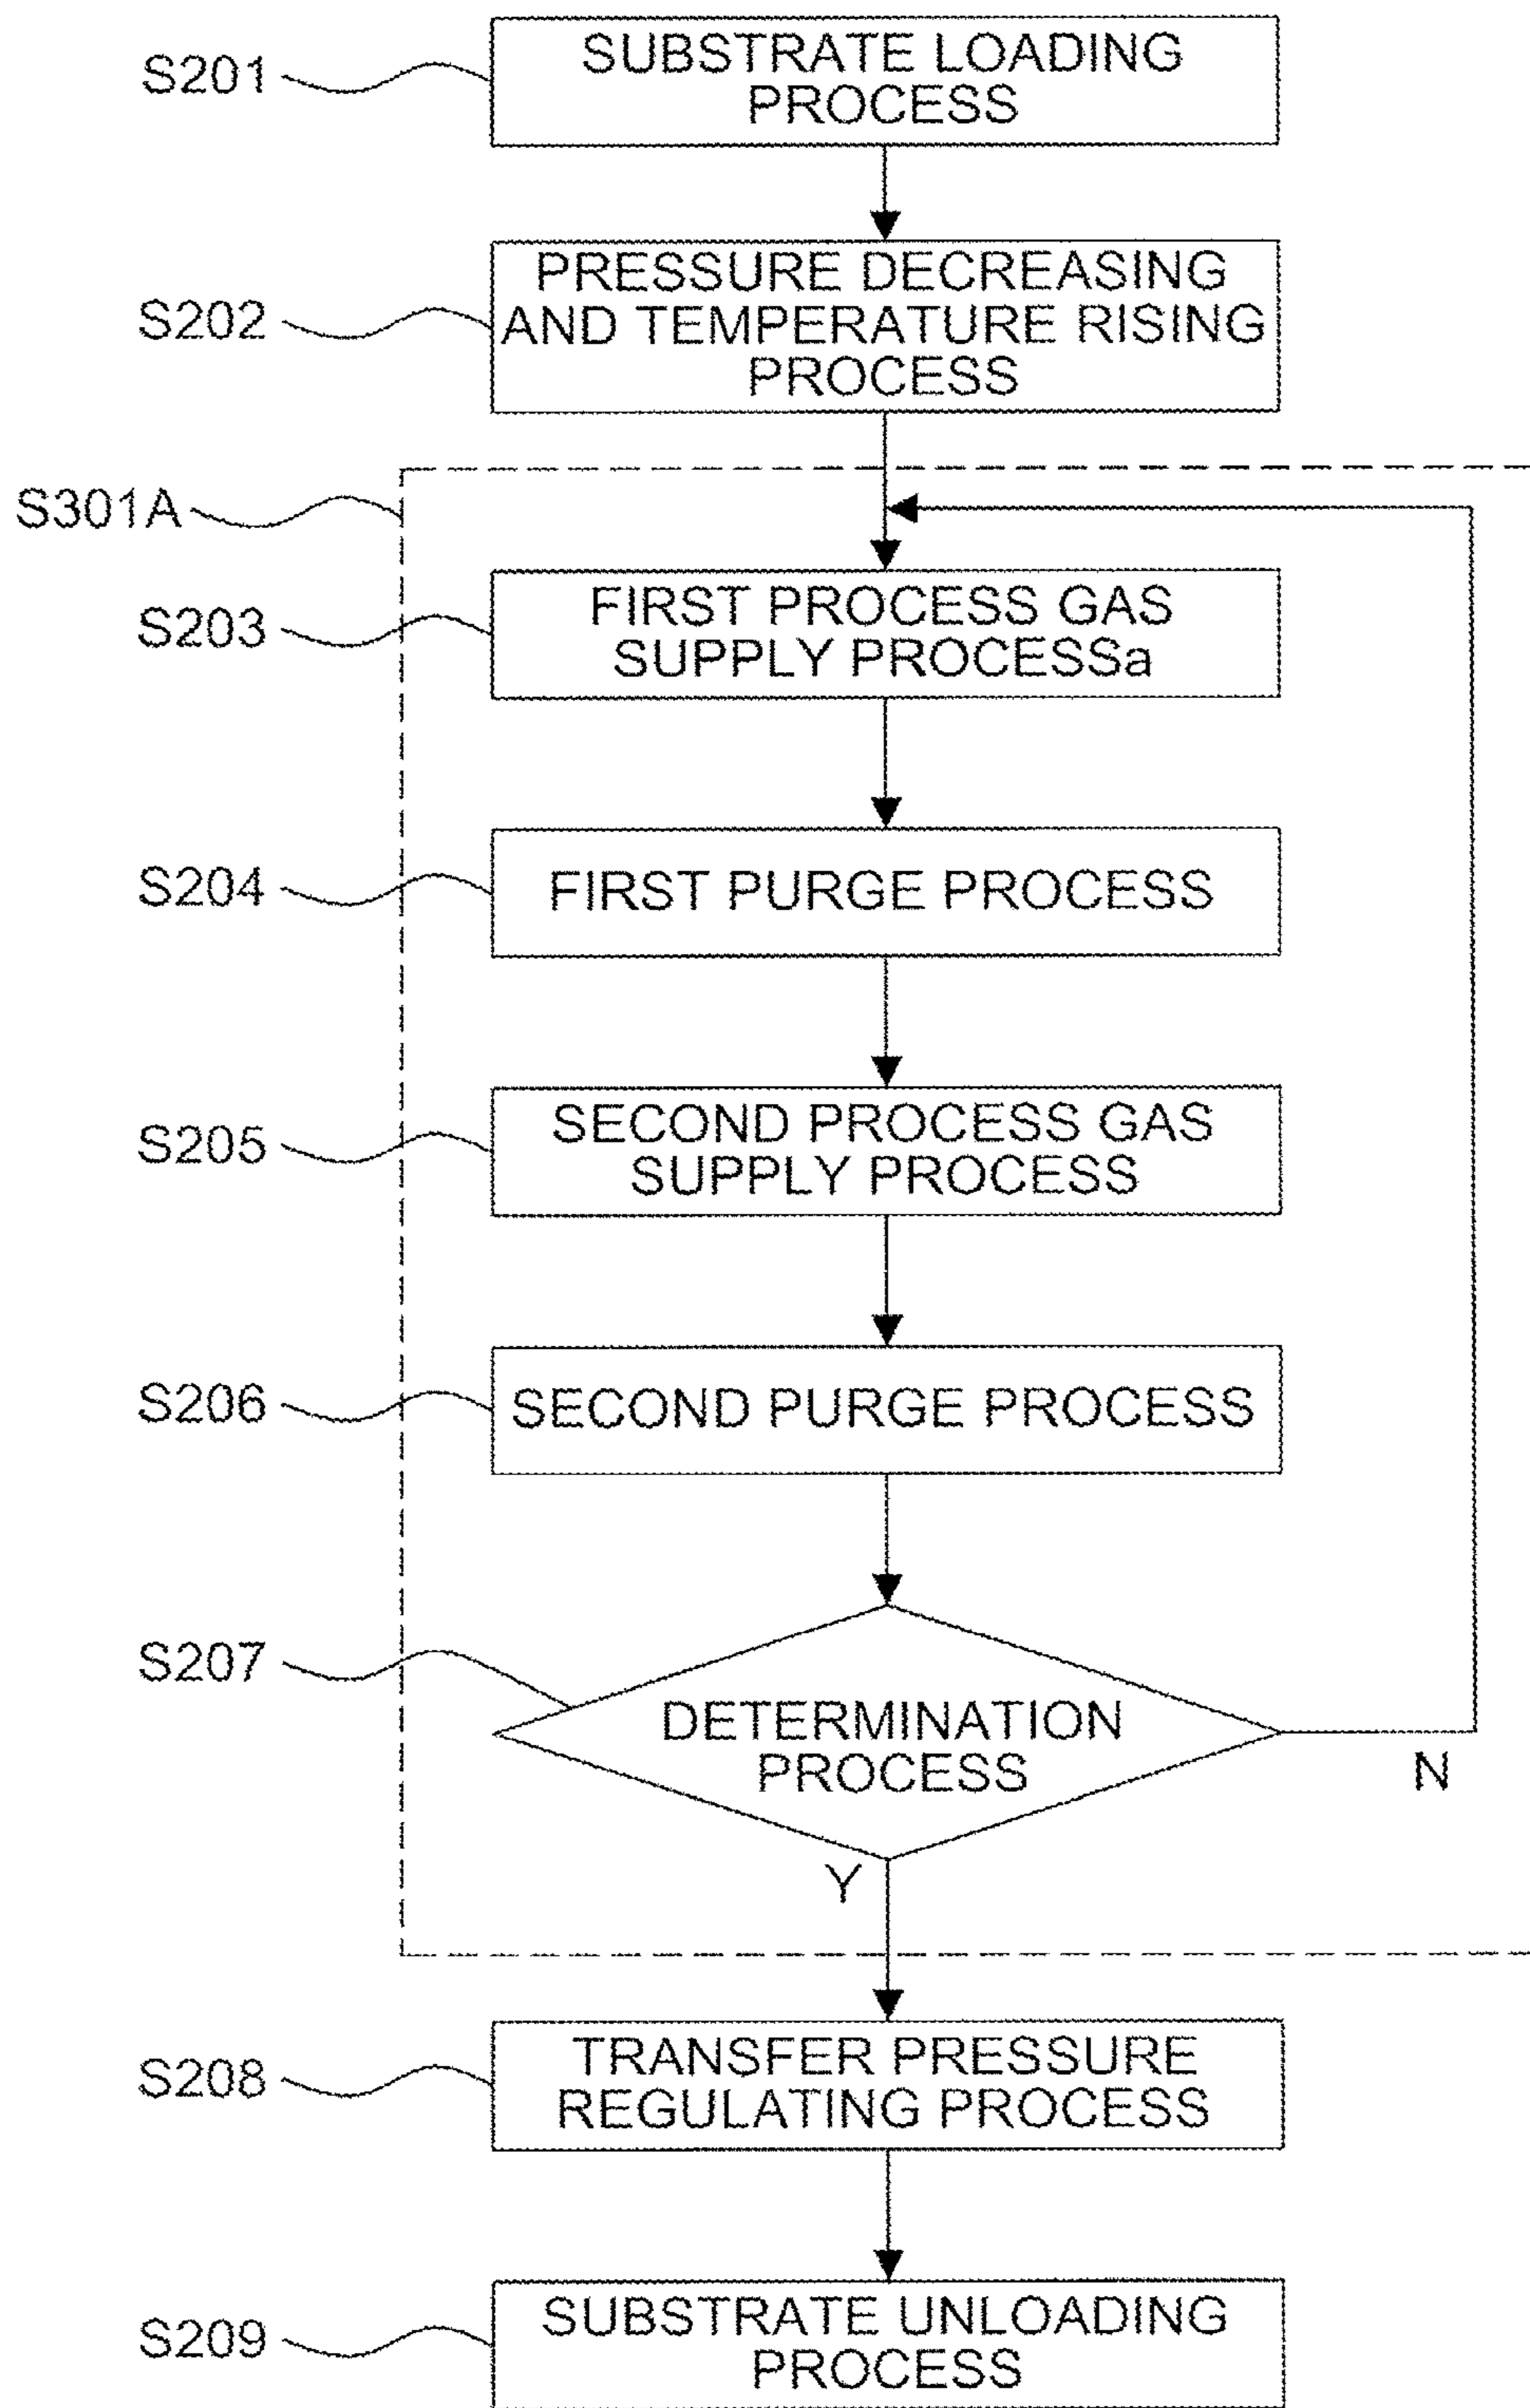 S201
SUBSTRATE LOADING
PROCESS
S202
PRESSURE DECREASING
AND TEMPERATURE RISING
PROCESS
S301A
S203
FIRST PROCESS GAS
SUPPLY PROCESSa
S204
FIRST PURGE PROCESS
S205
SECOND PROCESS GAS
SUPPLY PROCESS
S206
SECOND PURGE PROCESS
S207
DETERMINATION
PROCESS
N
Y
S208
TRANSFER PRESSURE
REGULATING PROCESS
S209
SUBSTRATE UNLOADING
PROCESS